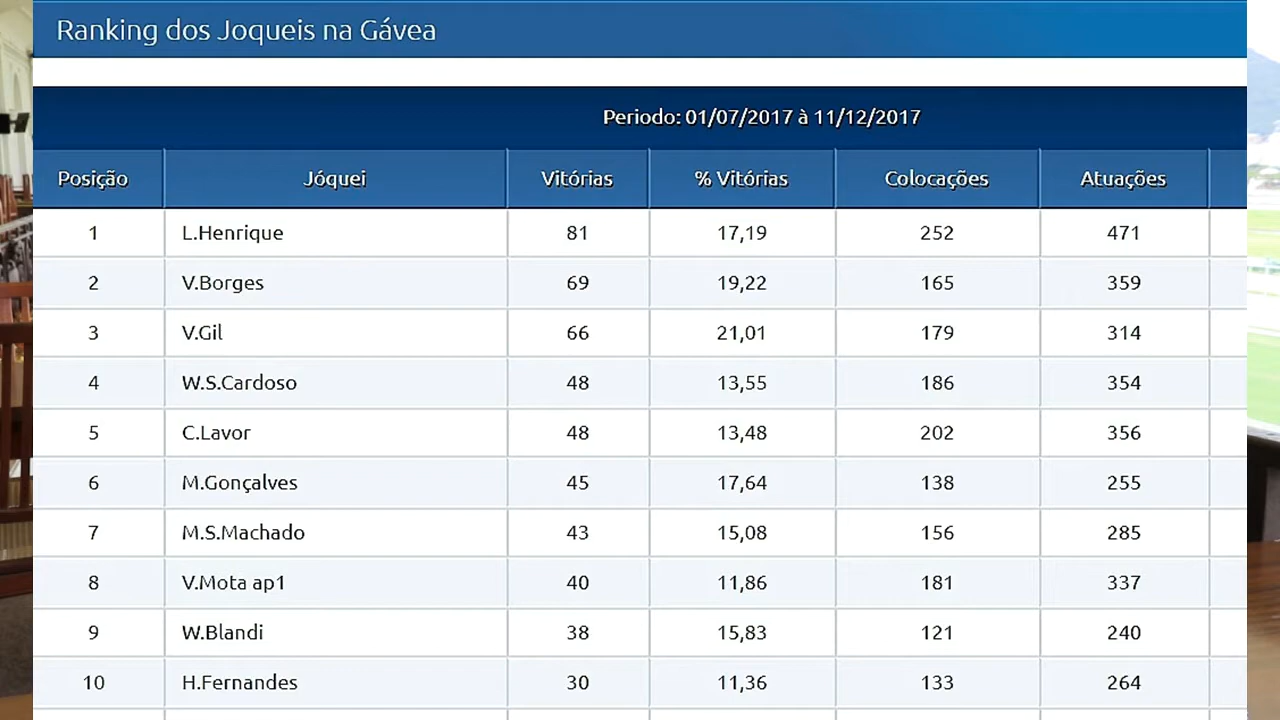 Ranking dos Joqueis na Gávea
Periodo: 01/07/2017 à 11/12/2017
Posição Jóquei Vitórias % Vitórias Colocações Atuações
1 L.Henrique 81 17,19 252 471
2 V.Borges 69 19,22 165 359
3 V.Gil 66 21,01 179 314
4 W.S.Cardoso 48 13,55 186 354
5 C.Lavor 48 13,48 202 356
6 M.Gonçalves 45 17,64 138 255
7 M.S.Machado 43 15,08 156 285
8 V.Mota ap1 40 11,86 181 337
9 W.Blandi 38 15,83 121 240
10 H.Fernandes 30 11,36 133 264